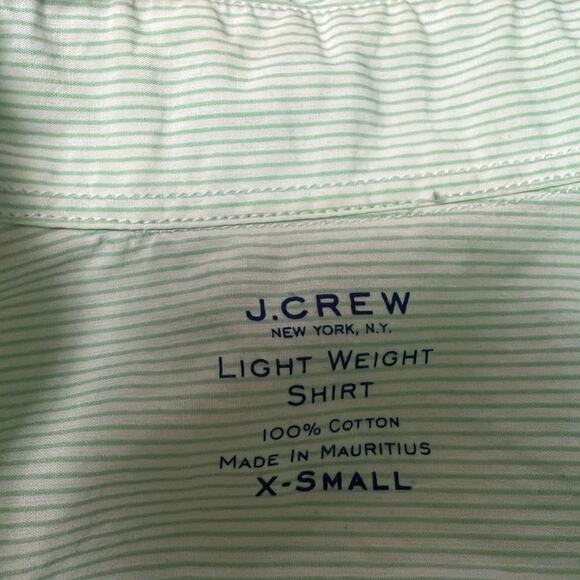 J.CREW
NEW YORK, N.Y.
LIGHT WEIGHT
SHIRT
100% COTTON
MADE IN MAURITIUS
X-SMALL